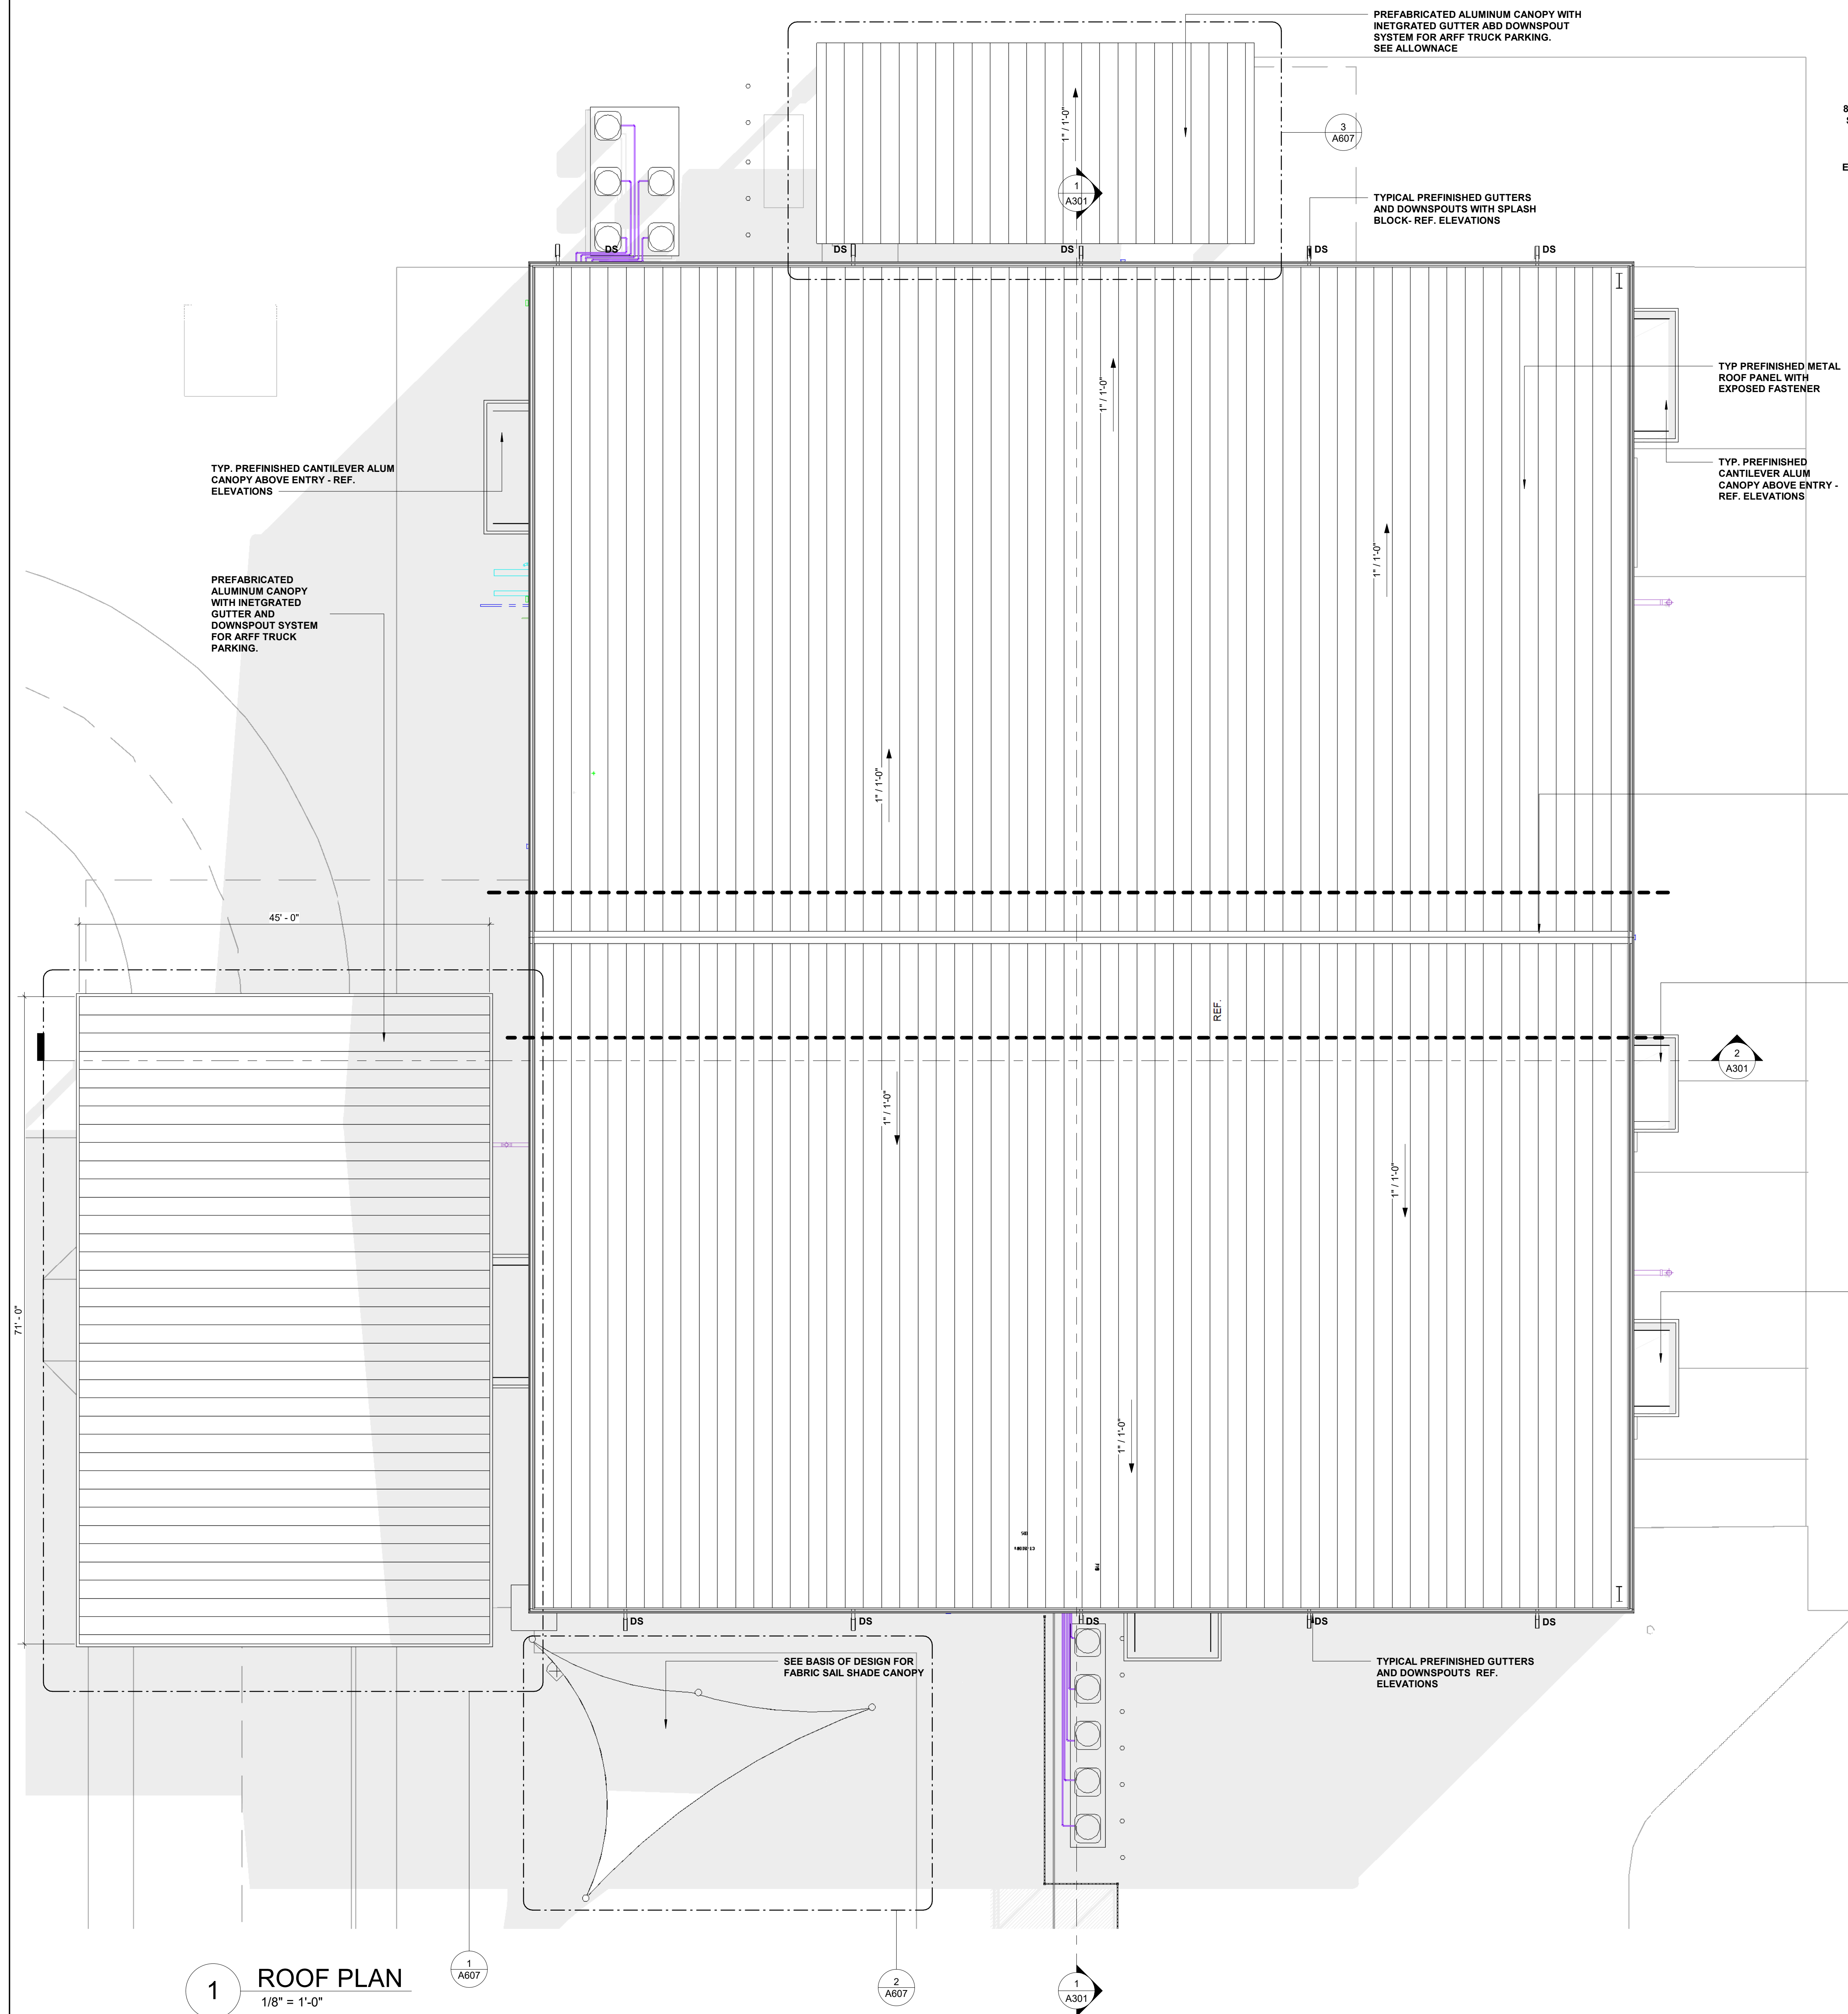 PREFABRICATED ALUMINUM CANOPY WITH
INETGRATED GUTTER ABD DOWNSPOUT
SYSTEM FOR ARFF TRUCK PARKING.
SEE ALLOWNACE
8
S
E
1" / 1'-0"
3
A607
1
A301
TYPICAL PREFINISHED GUTTERS
AND DOWNSPOUTS WITH SPLASH
BLOCK- REF. ELEVATIONS
DS
DS
DS
DS
DS
TYP PREFINISHED METAL
ROOF PANEL WITH
EXPOSED FASTENER
1" / 1'-0"
TYP. PREFINISHED CANTILEVER ALUM
CANOPY ABOVE ENTRY - REF.
ELEVATIONS
TYP. PREFINISHED
CANTILEVER ALUM
CANOPY ABOVE ENTRY -
REF. ELEVATIONS
1" / 1'-0"
PREFABRICATED
ALUMINUM CANOPY
WITH INETGRATED
GUTTER AND
DOWNSPOUT SYSTEM
FOR ARFF TRUCK
PARKING.
1" / 1'-0"
45' - 0"
REF.
2
A301
1" / 1'-0"
1" / 1'-0"
71' - 0"
1" / 1'-0"
DS
DS
DS
DS
DS
SEE BASIS OF DESIGN FOR
FABRIC SAIL SHADE CANOPY
TYPICAL PREFINISHED GUTTERS
AND DOWNSPOUTS  REF.
ELEVATIONS
1
A607
2
A607
1
A301
1
ROOF PLAN
1/8" = 1'-0"